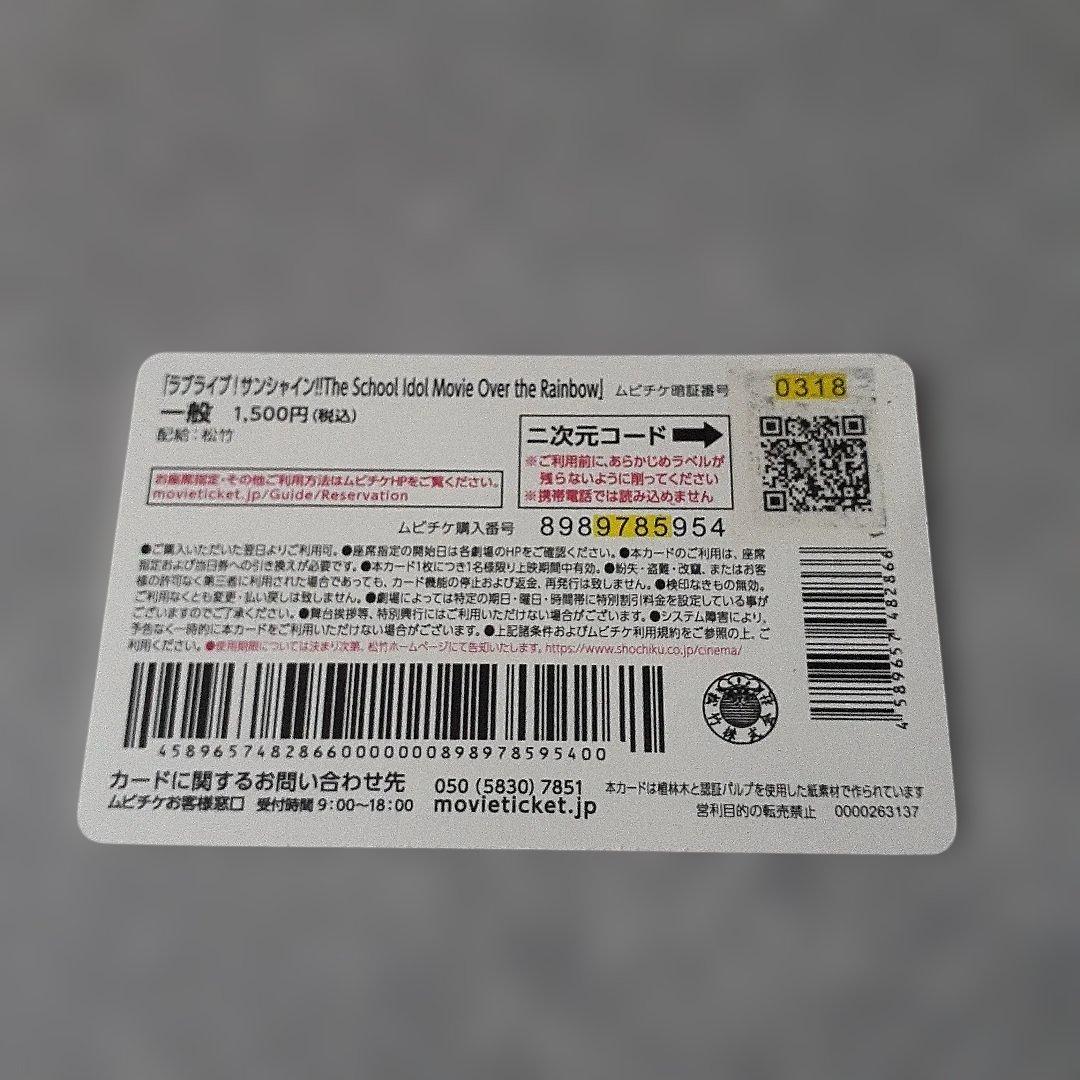 「ラブライブ!サンシャイン!!The School Idol Movie Over the Rainbow」 ムビチケ暗証番号 0318
一般 1,500円(税込)
配給:松竹
二次元コード
※ご利用前に、あらかじめラベルが
残らないように削ってください
※携帯電話では読み込めません
お座席指定・その他ご利用方法はムビチケHPをご覧ください。
movieticket.jp/Guide/Reservation
ムビチケ購入番号 8989785954
●ご購入いただいた翌日よりご利用可。●座席指定の開始日は各劇場のHPをご確認ください。●本カードのご利用は、座席
指定および当日券への引き換えが必要です。●本カード1枚につき1名様限り上映期間中有効。●紛失・盗難・改竄、またはお客
様の許可なく第三者に利用された場合であっても、カード機能の停止および返金、再発行は致しません。●検印なきもの無効。
ご利用なくとも変更・払い戻しは致しません。●劇場によっては特定の期日・曜日・時間帯に特別割引料金を設定している事が
ございますのでご了承ください。●舞台挨拶等、特別興行にはご利用いただけない場合がございます。●システム障害により、
予告なく一時的に本カードをご利用いただけない場合がございます。●上記諸条件およびムビチケ利用規約をご参照の上、ご
利用ください。●使用期限については決まり次第、松竹ホームページにて告知いたします。https://www.shochiku.co.jp/cinema/
45896574828660000000898978595400
4 589657 482866
松竹株式会社
カードに関するお問い合わせ先 050 (5830) 7851
ムビチケお客様窓口 受付時間 9:00〜18:00 movieticket.jp
本カードは植林木と認証パルプを使用した紙素材で作られています
営利目的の転売禁止 0000263137